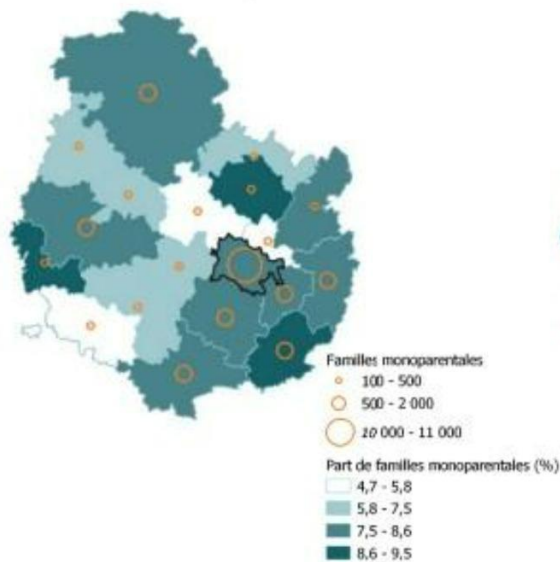 Familles monoparentales
100 - 500
500 - 2 000
10 000 - 11 000
Part de familles monoparentales (%)
4,7 - 5,8
5,8 - 7,5
7,5 - 8,6
8,6 - 9,5